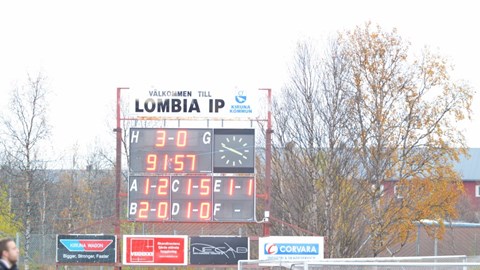 VÄLKOMMEN TILL
LOMBIA IP
KIRUNA
KOMMUN
H 3-0 G
91:57
A 1-2 C 1-5 E 1-1
B 2-0 D 1-0 F -
KIRUNA WAGON
Bigger, Stronger, Faster
CORVARA